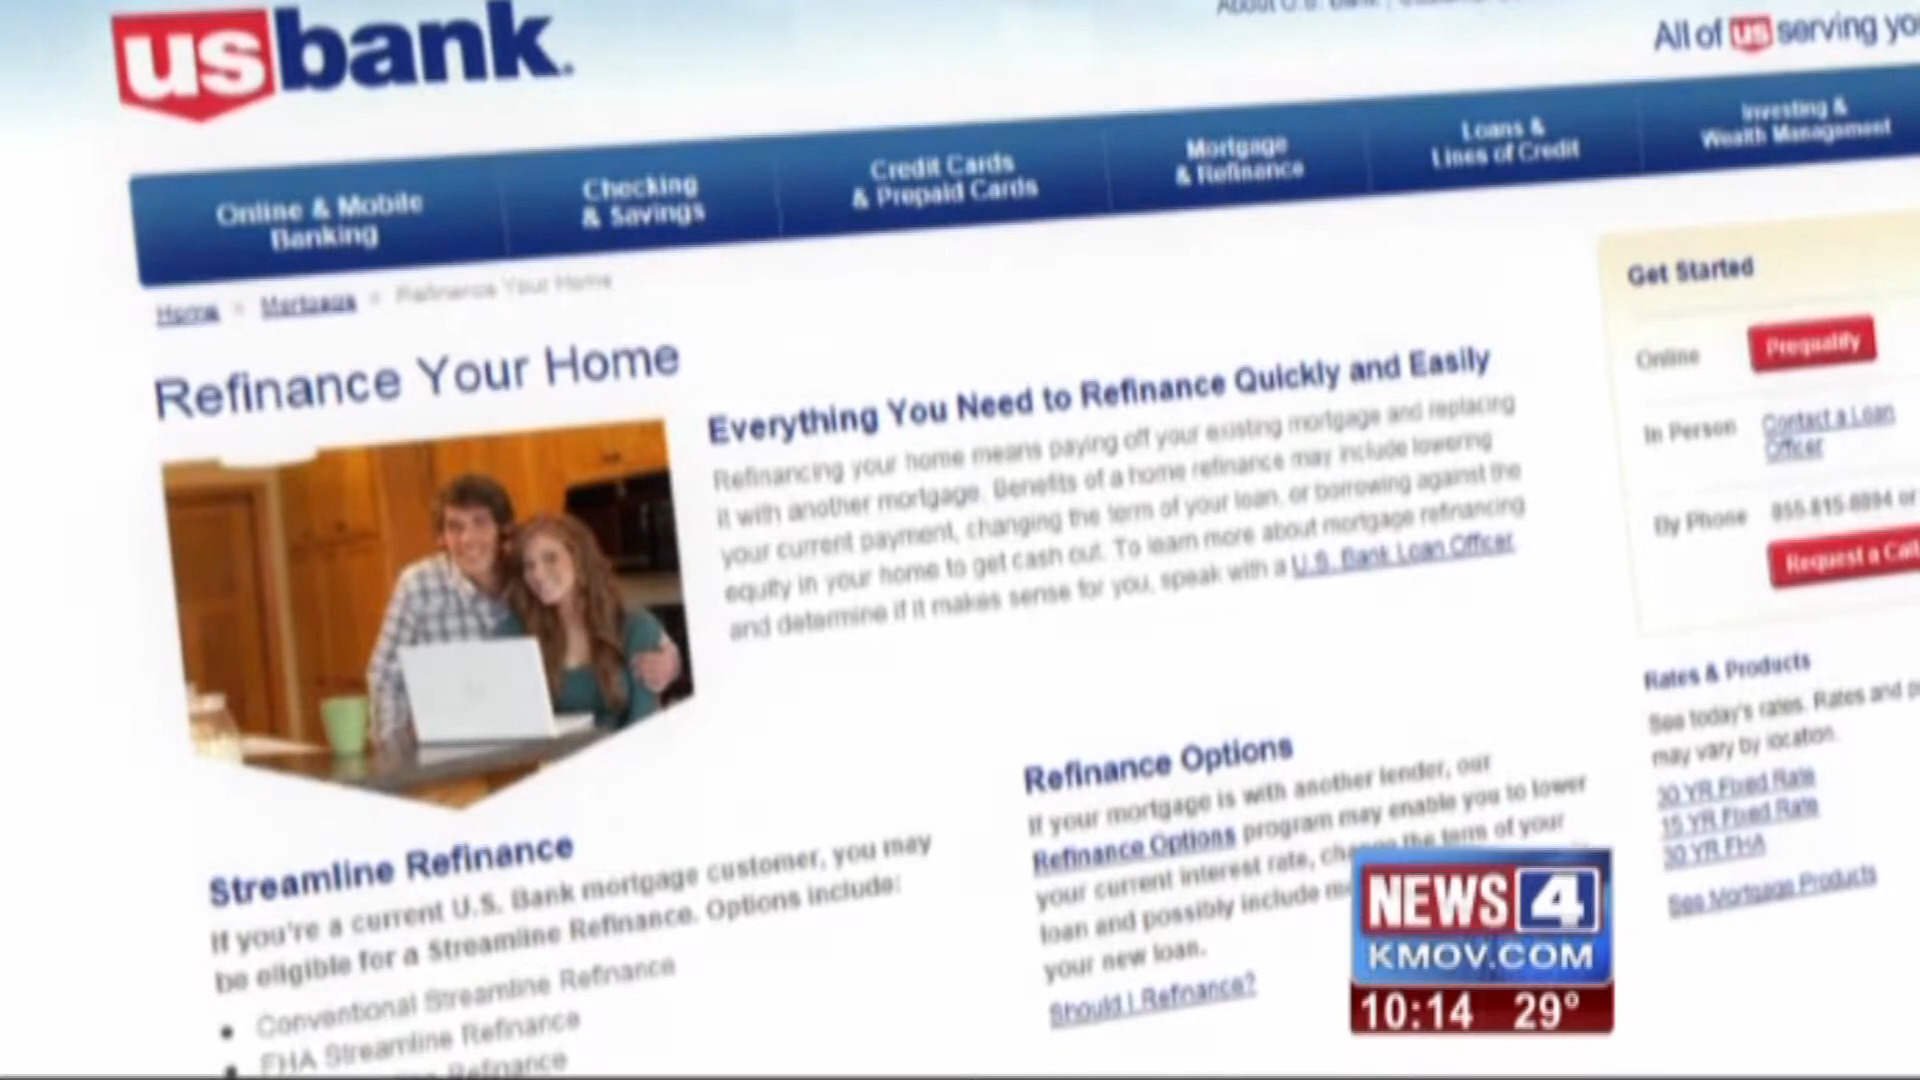 usbank.
All of us serving
Online & Mobile
Banking
Checking
& Savings
Credit Cards
& Prepaid Cards
Mortgage
& Refinance
Loans &
Lines of Credit
Investing &
Wealth Management
Home Mortgage Refinance Your Home
Refinance Your Home
Everything You Need to Refinance Quickly and Easily
Refinancing your home means paying off your existing mortgage and replacing
it with another mortgage. Benefits of a home refinance may include lowering
your current payment, changing the term of your loan, or borrowing against the
equity in your home to get cash out. To learn more about mortgage refinancing
and determine if it makes sense for you, speak with a U.S. Bank Loan Officer.
Streamline Refinance
If you're a current U.S. Bank mortgage customer, you may
be eligible for a Streamline Refinance. Options include:
• Conventional Streamline Refinance
• FHA Streamline Refinance
Refinance
Refinance Options
If your mortgage is with another lender, our
Refinance Options program may enable you to lower
your current interest rate, the term of your
loan and possibly include
your new loan.
Should I Refinance?
Get Started
Online Prequalify
In Person Contact a Loan
Officer
By Phone 855-815-8894 or
Request a Call
Rates & Products
See today's rates. Rates and
may vary by location.
30 YR Fixed Rate
15 YR Fixed Rate
30 YR FHA
See Mortgage Products
NEWS 4
KMOV.COM
10:14 29°